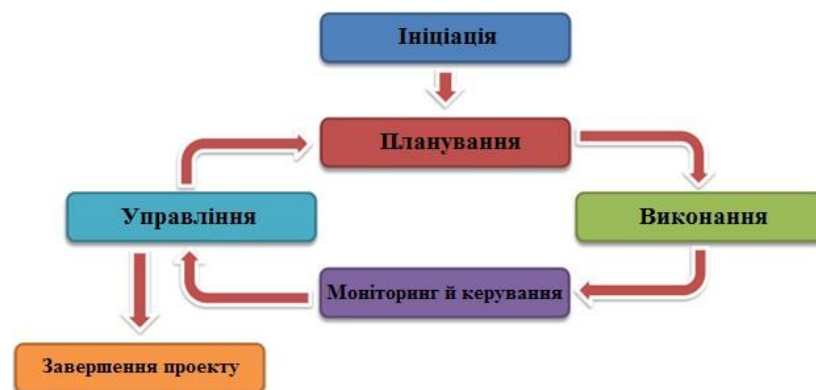 Ініціація
Планування
Управління
Виконання
Моніторинг й керування
Завершення проекту